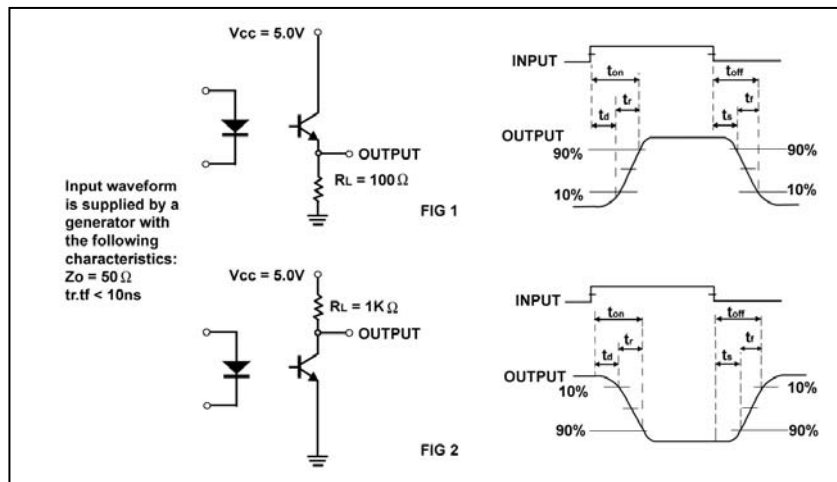 Vcc = 5.0V
OUTPUT
RL = 100Ω
FIG 1
Input waveform
is supplied by a
generator with
the following
characteristics:
Zo = 50Ω
tr.tf < 10ns
INPUT
ton
toff
tr
tf
td
ts
OUTPUT
90%
90%
10%
10%
Vcc = 5.0V
RL = 1KΩ
OUTPUT
FIG 2
INPUT
ton
toff
tr
tf
td
ts
OUTPUT
10%
10%
90%
90%